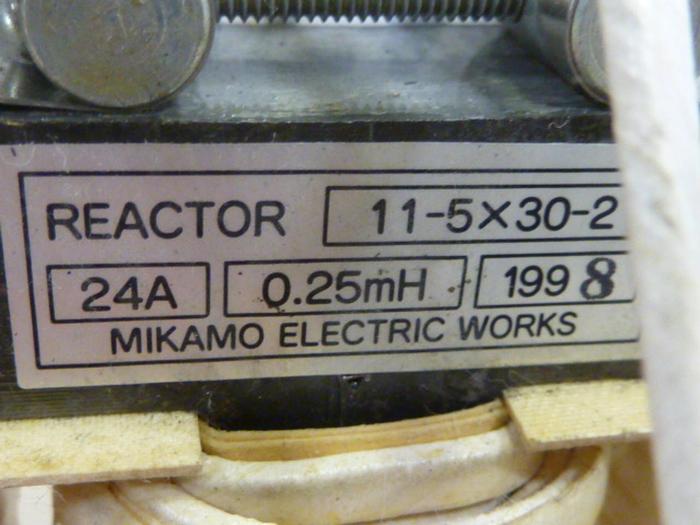 REACTOR 11-5×30-2
24A 0.25mH 1998
MIKAMO ELECTRIC WORKS